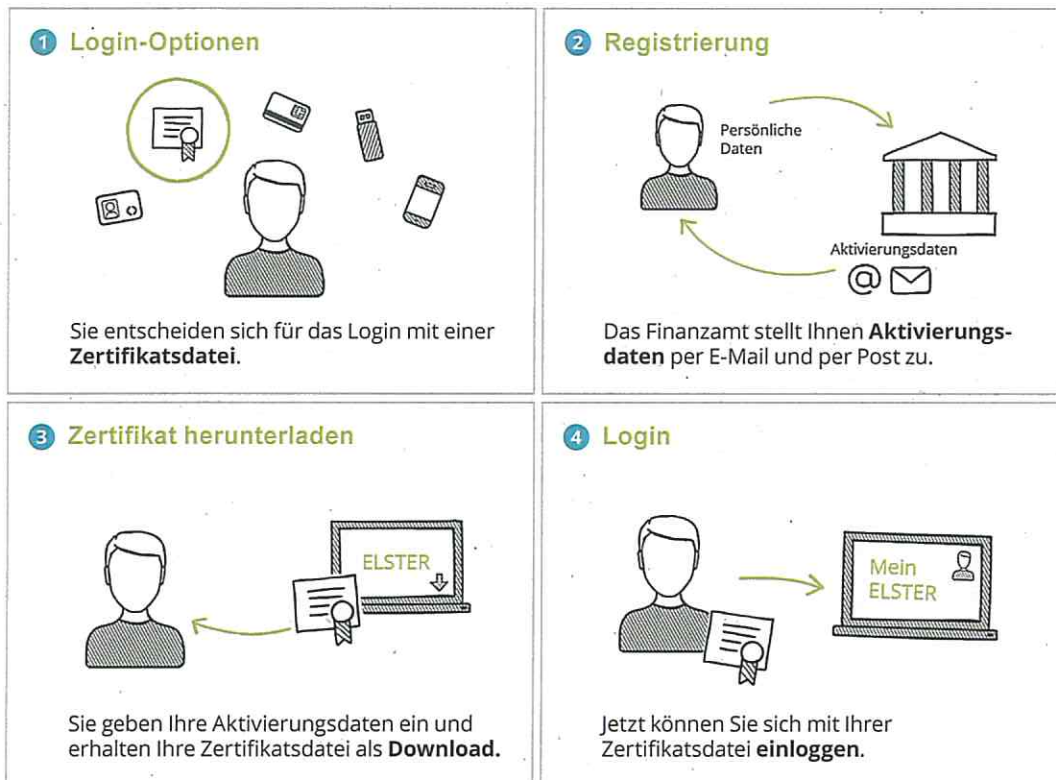 1 Login-Optionen
Sie entscheiden sich für das Login mit einer
Zertifikatsdatei.
2 Registrierung
Persönliche
Daten
Aktivierungsdaten
@
Das Finanzamt stellt Ihnen Aktivierungs-
daten per E-Mail und per Post zu.
3 Zertifikat herunterladen
ELSTER
Sie geben Ihre Aktivierungsdaten ein und
erhalten Ihre Zertifikatsdatei als Download.
4 Login
Mein
ELSTER
Jetzt können Sie sich mit Ihrer
Zertifikatsdatei einloggen.